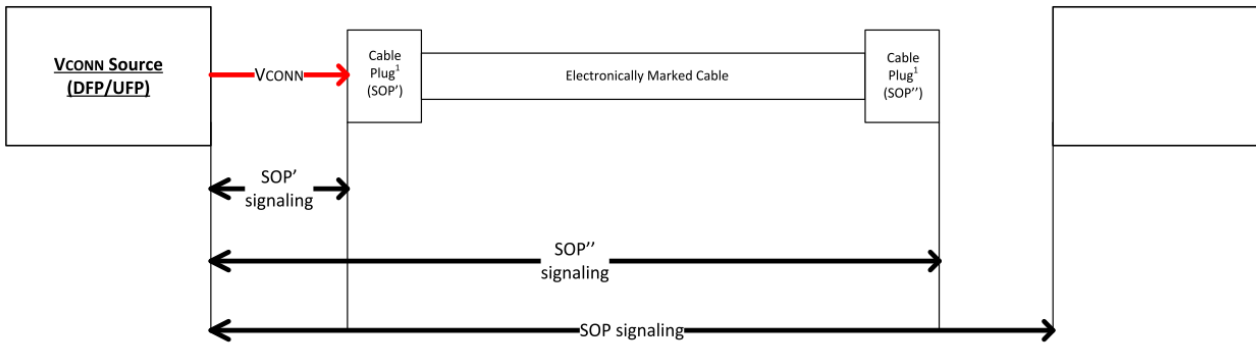 VCONN Source
(DFP/UFP)
VCONN
Cable
Plug¹
(SOP’)
Electronically Marked Cable
Cable
Plug¹
(SOP’’)
SOP’
signaling
SOP’’
signaling
SOP signaling